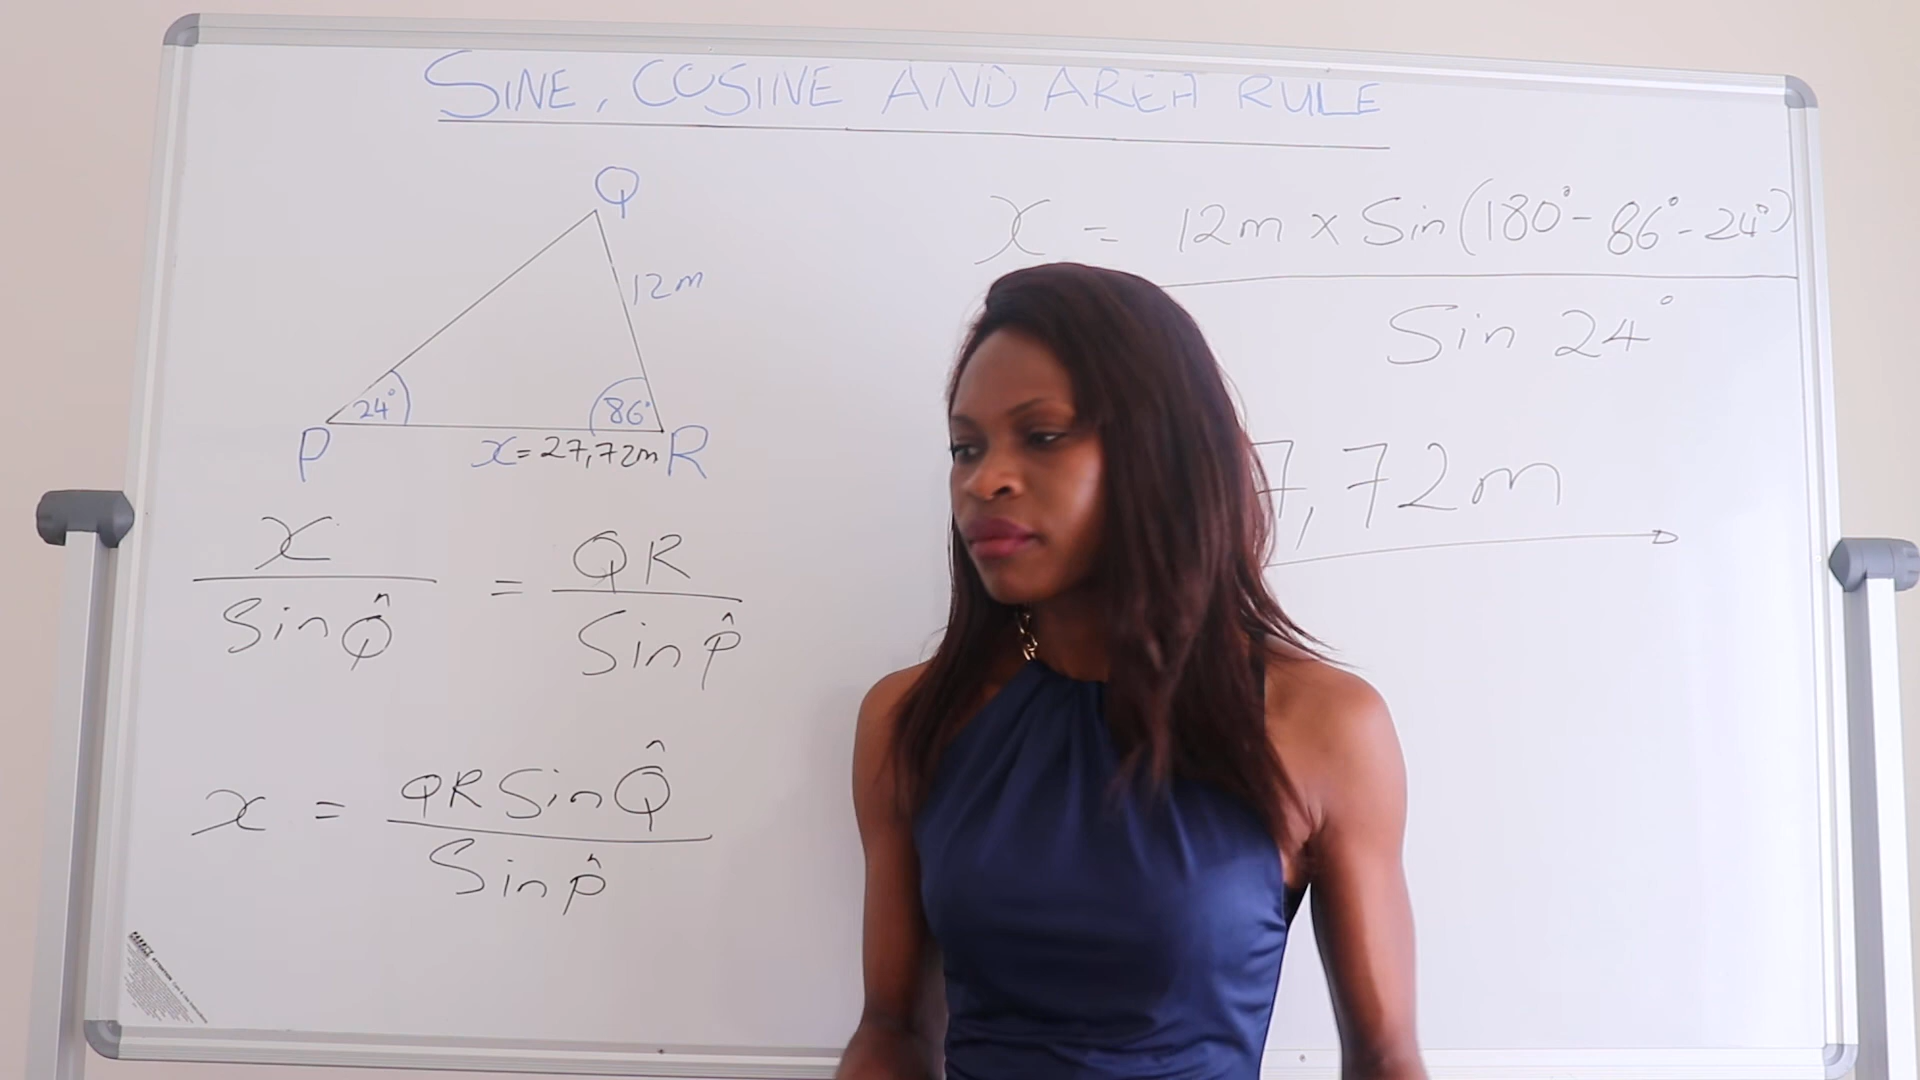 SINE, COSINE AND AREA RULE
Q
12m
24°
86°
P
x=27,72m
R
x
Sin Q̂
=
QR
Sin p̂
x = QR Sin Q̂
Sin p̂
x = 12m x Sin(180° - 86° - 24°)
Sin 24°
7,72m